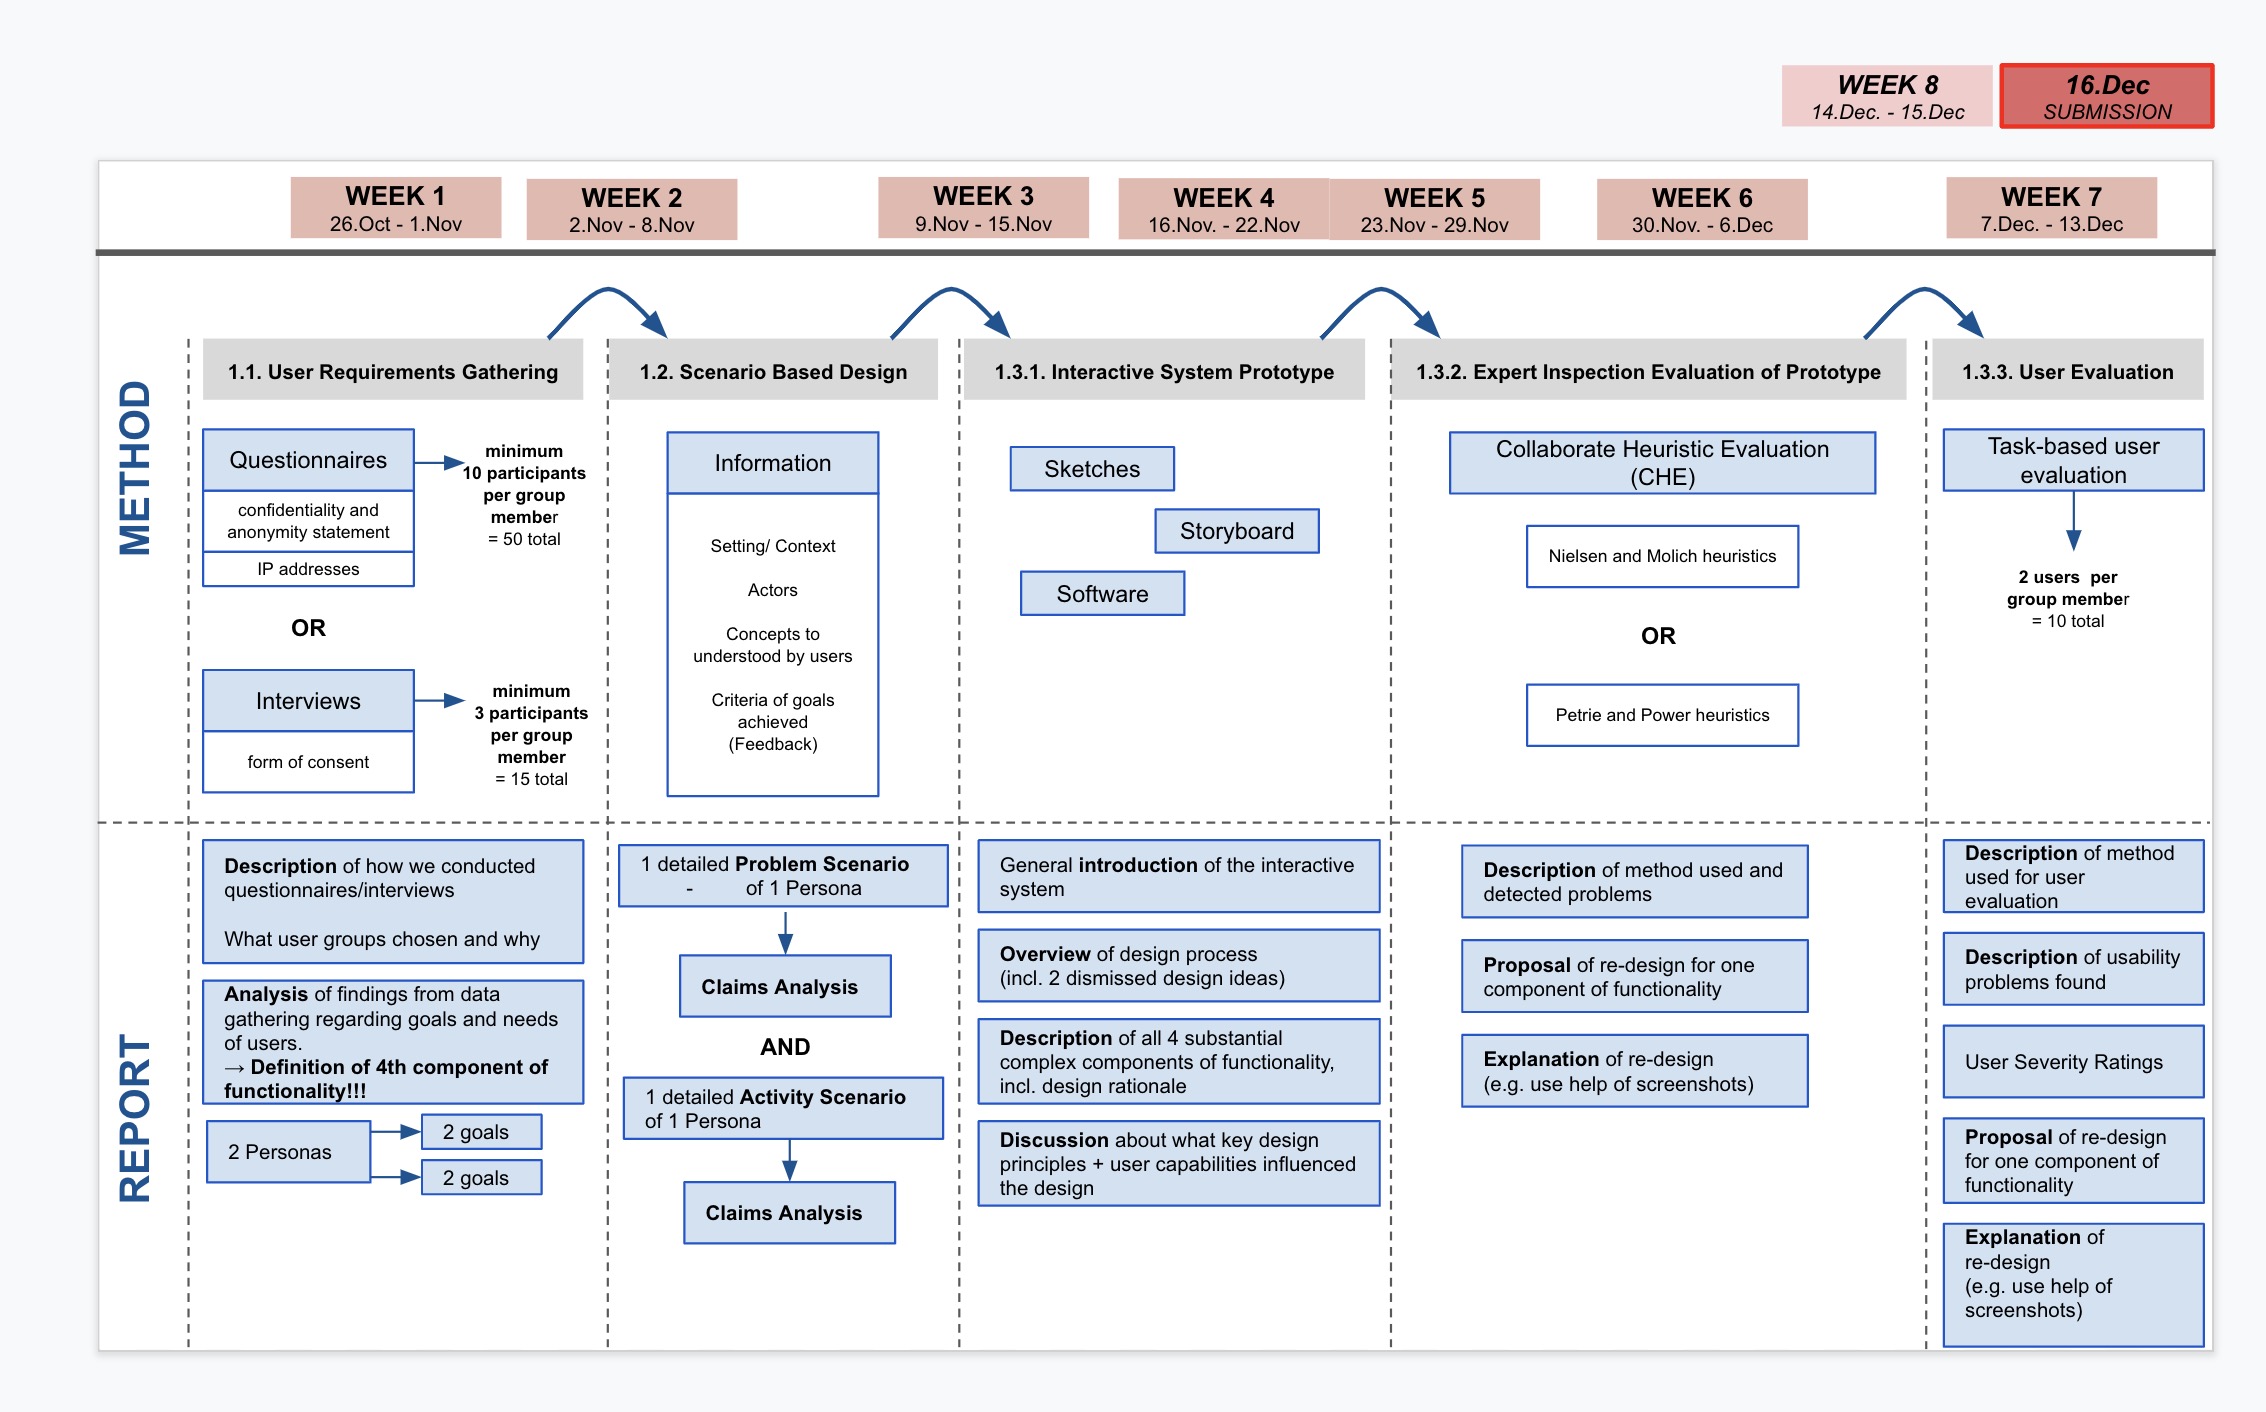 WEEK 8
14.Dec. - 15.Dec
16.Dec
SUBMISSION
WEEK 1
26.Oct - 1.Nov
WEEK 2
2.Nov - 8.Nov
WEEK 3
9.Nov - 15.Nov
WEEK 4
16.Nov. - 22.Nov
WEEK 5
23.Nov - 29.Nov
WEEK 6
30.Nov. - 6.Dec
WEEK 7
7.Dec. - 13.Dec
METHOD
1.1. User Requirements Gathering
Questionnaires
confidentiality and
anonymity statement
IP addresses
minimum
10 participants
per group
member
= 50 total
OR
Interviews
form of consent
minimum
3 participants
per group
member
= 15 total
1.2. Scenario Based Design
Information
Setting/ Context
Actors
Concepts to
understood by users
Criteria of goals
achieved
(Feedback)
1.3.1. Interactive System Prototype
Sketches
Storyboard
Software
1.3.2. Expert Inspection Evaluation of Prototype
Collaborate Heuristic Evaluation
(CHE)
Nielsen and Molich heuristics
OR
Petrie and Power heuristics
1.3.3. User Evaluation
Task-based user
evaluation
2 users per
group member
= 10 total
REPORT
Description of how we conducted
questionnaires/interviews
What user groups chosen and why
Analysis of findings from data
gathering regarding goals and needs
of users.
→ Definition of 4th component of
functionality!!!
2 Personas
2 goals
2 goals
1 detailed Problem Scenario
- of 1 Persona
Claims Analysis
AND
1 detailed Activity Scenario
of 1 Persona
Claims Analysis
General introduction of the interactive
system
Overview of design process
(incl. 2 dismissed design ideas)
Description of all 4 substantial
complex components of functionality,
incl. design rationale
Discussion about what key design
principles + user capabilities influenced
the design
Description of method used and
detected problems
Proposal of re-design for one
component of functionality
Explanation of re-design
(e.g. use help of screenshots)
Description of method
used for user
evaluation
Description of usability
problems found
User Severity Ratings
Proposal of re-design
for one component of
functionality
Explanation of
re-design
(e.g. use help of
screenshots)